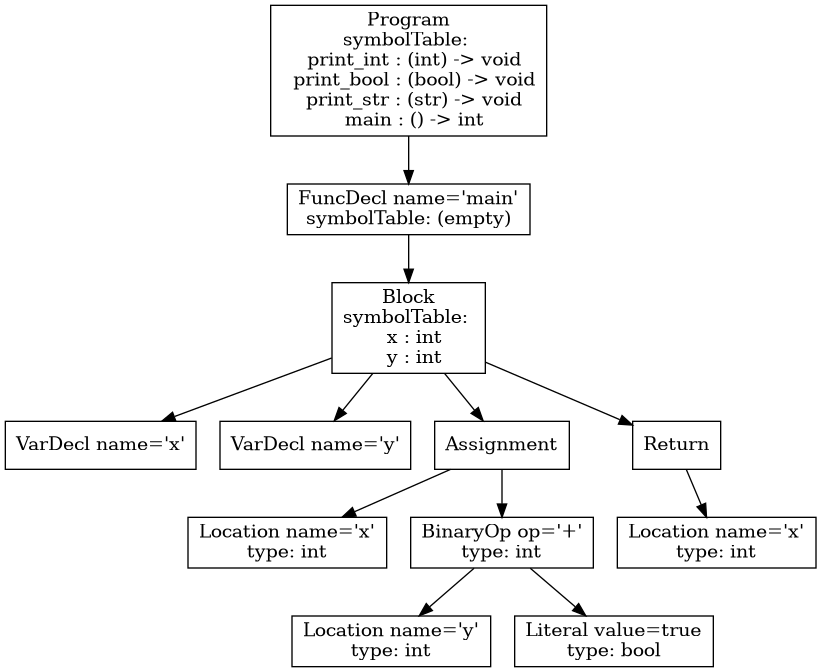 Program
symbolTable:
print_int : (int) -> void
print_bool : (bool) -> void
print_str : (str) -> void
main : () -> int
FuncDecl name='main'
symbolTable: (empty)
Block
symbolTable:
x : int
y : int
VarDecl name='x'
VarDecl name='y'
Assignment
Return
Location name='x'
type: int
BinaryOp op='+'
type: int
Location name='x'
type: int
Location name='y'
type: int
Literal value=true
type: bool